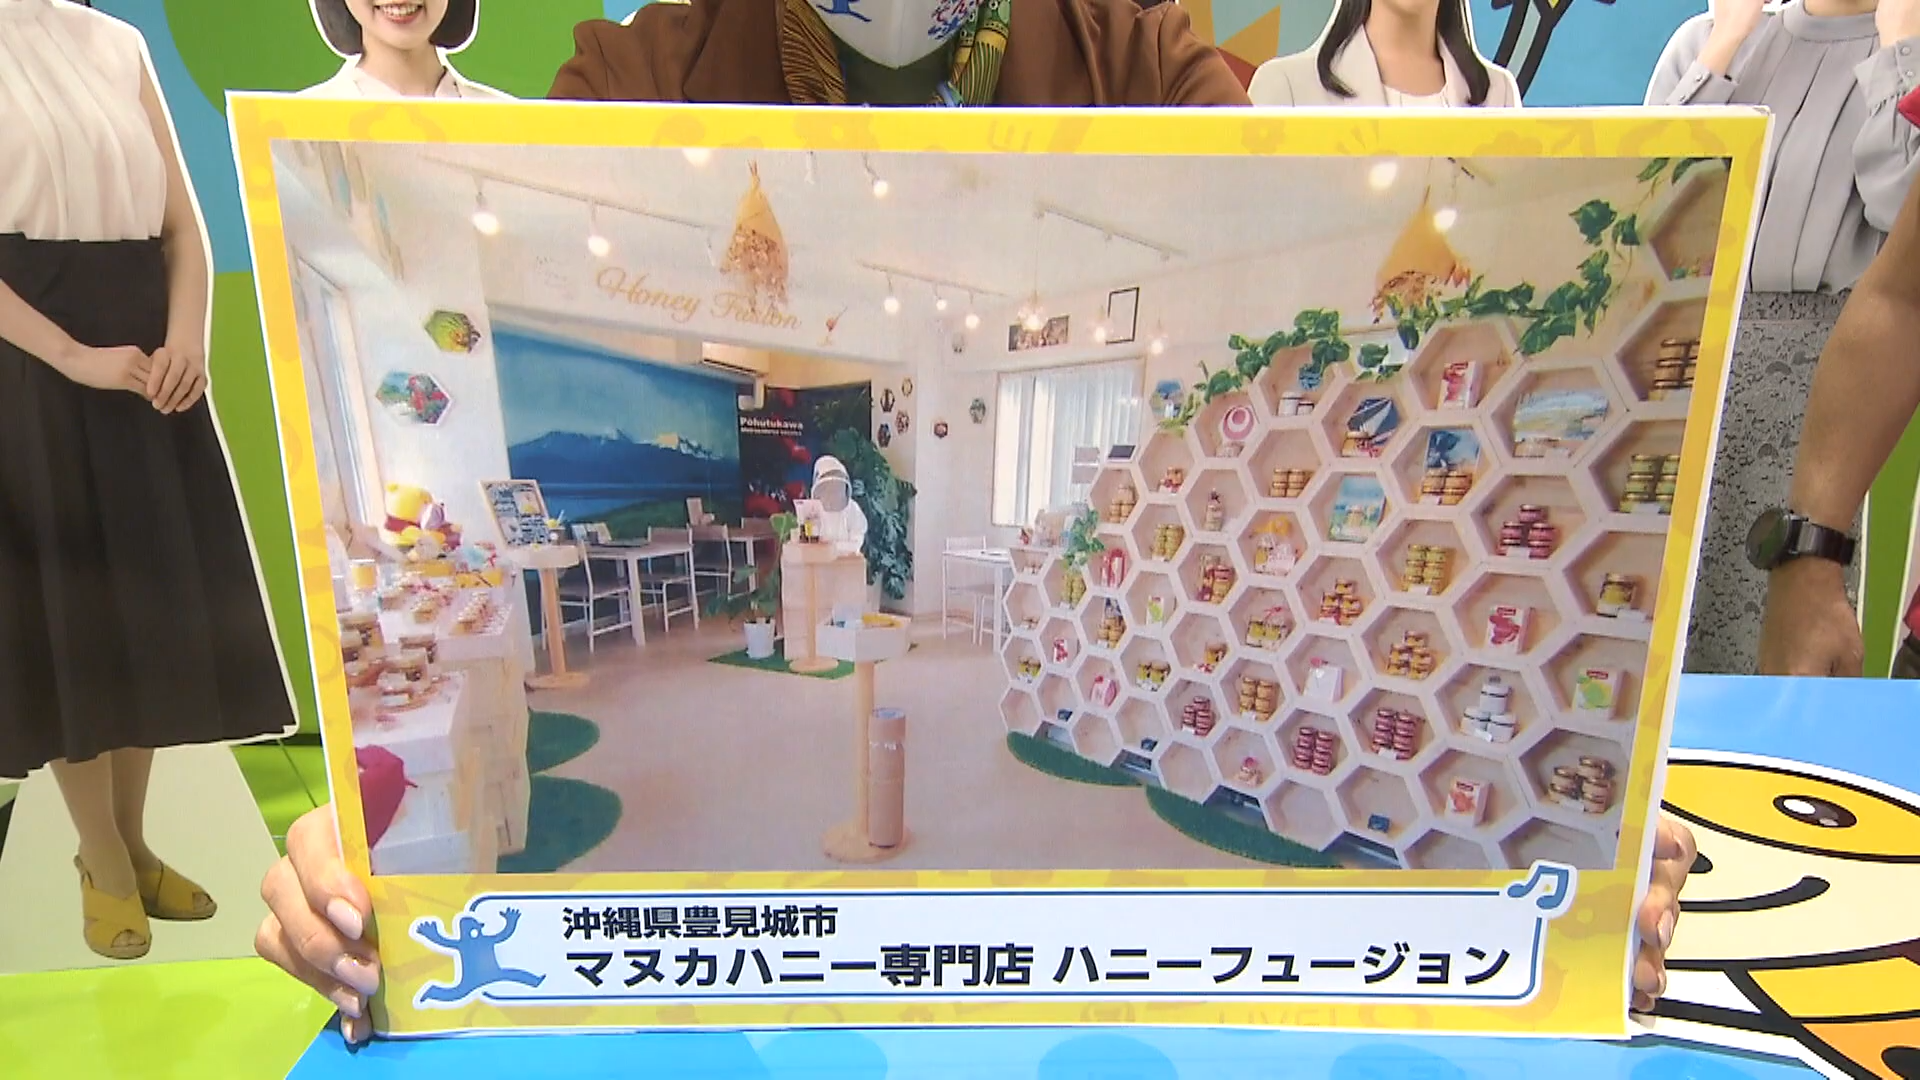 Honey Fusion
Pohutukawa
沖縄県豊見城市
マヌカハニー専門店 ハニーフュージョン